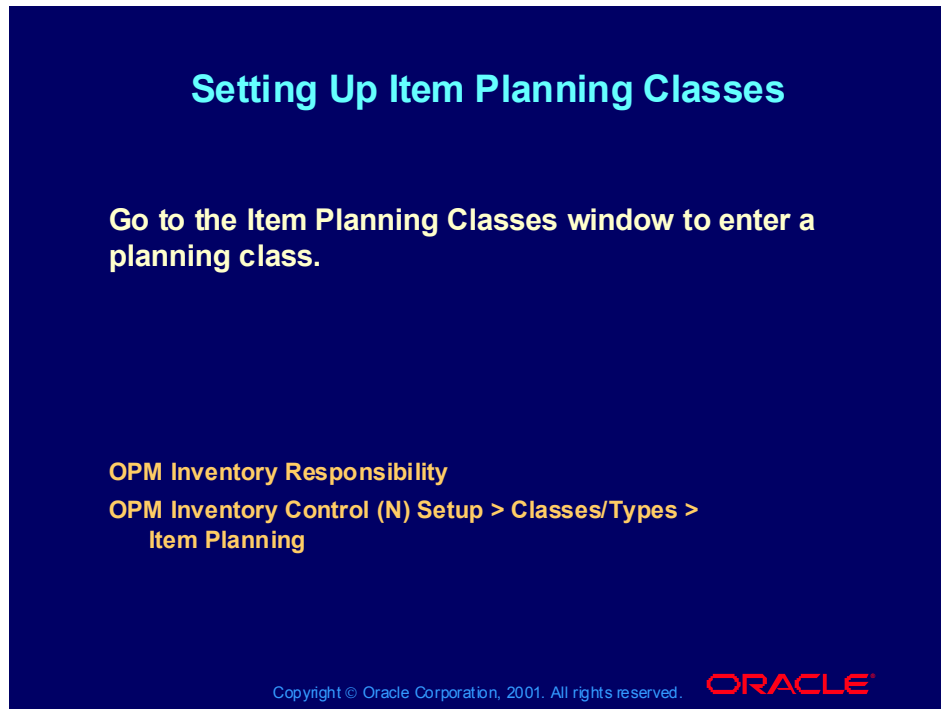 Setting Up Item Planning Classes
Go to the Item Planning Classes window to enter a
planning class.
OPM Inventory Responsibility
OPM Inventory Control (N) Setup > Classes/Types >
Item Planning
Copyright © Oracle Corporation, 2001. All rights reserved.
ORACLE®